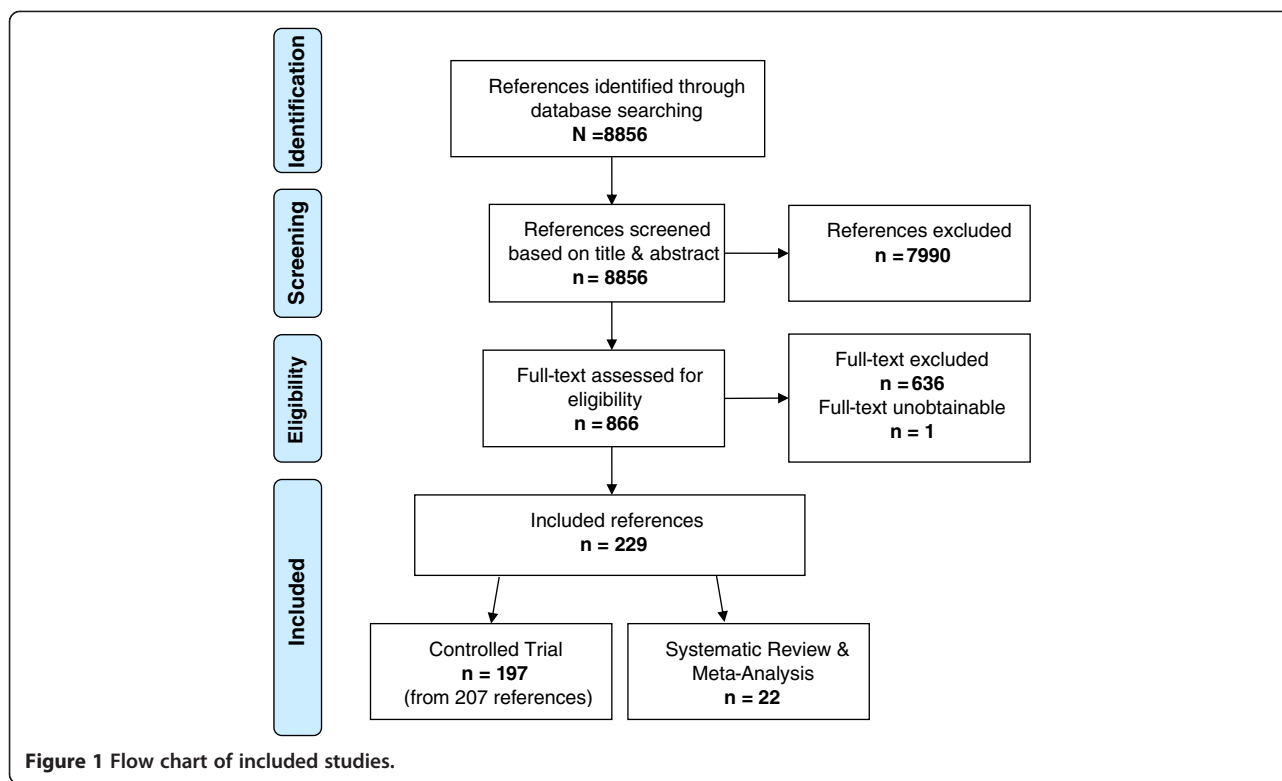 Identification
References identified through
database searching
N =8856
Screening
References screened
based on title & abstract
n = 8856
References excluded
n = 7990
Eligibility
Full-text assessed for
eligibility
n = 866
Full-text excluded
n = 636
Full-text unobtainable
n = 1
Included
Included references
n = 229
Controlled Trial
n = 197
(from 207 references)
Systematic Review &
Meta-Analysis
n = 22
Figure 1 Flow chart of included studies.